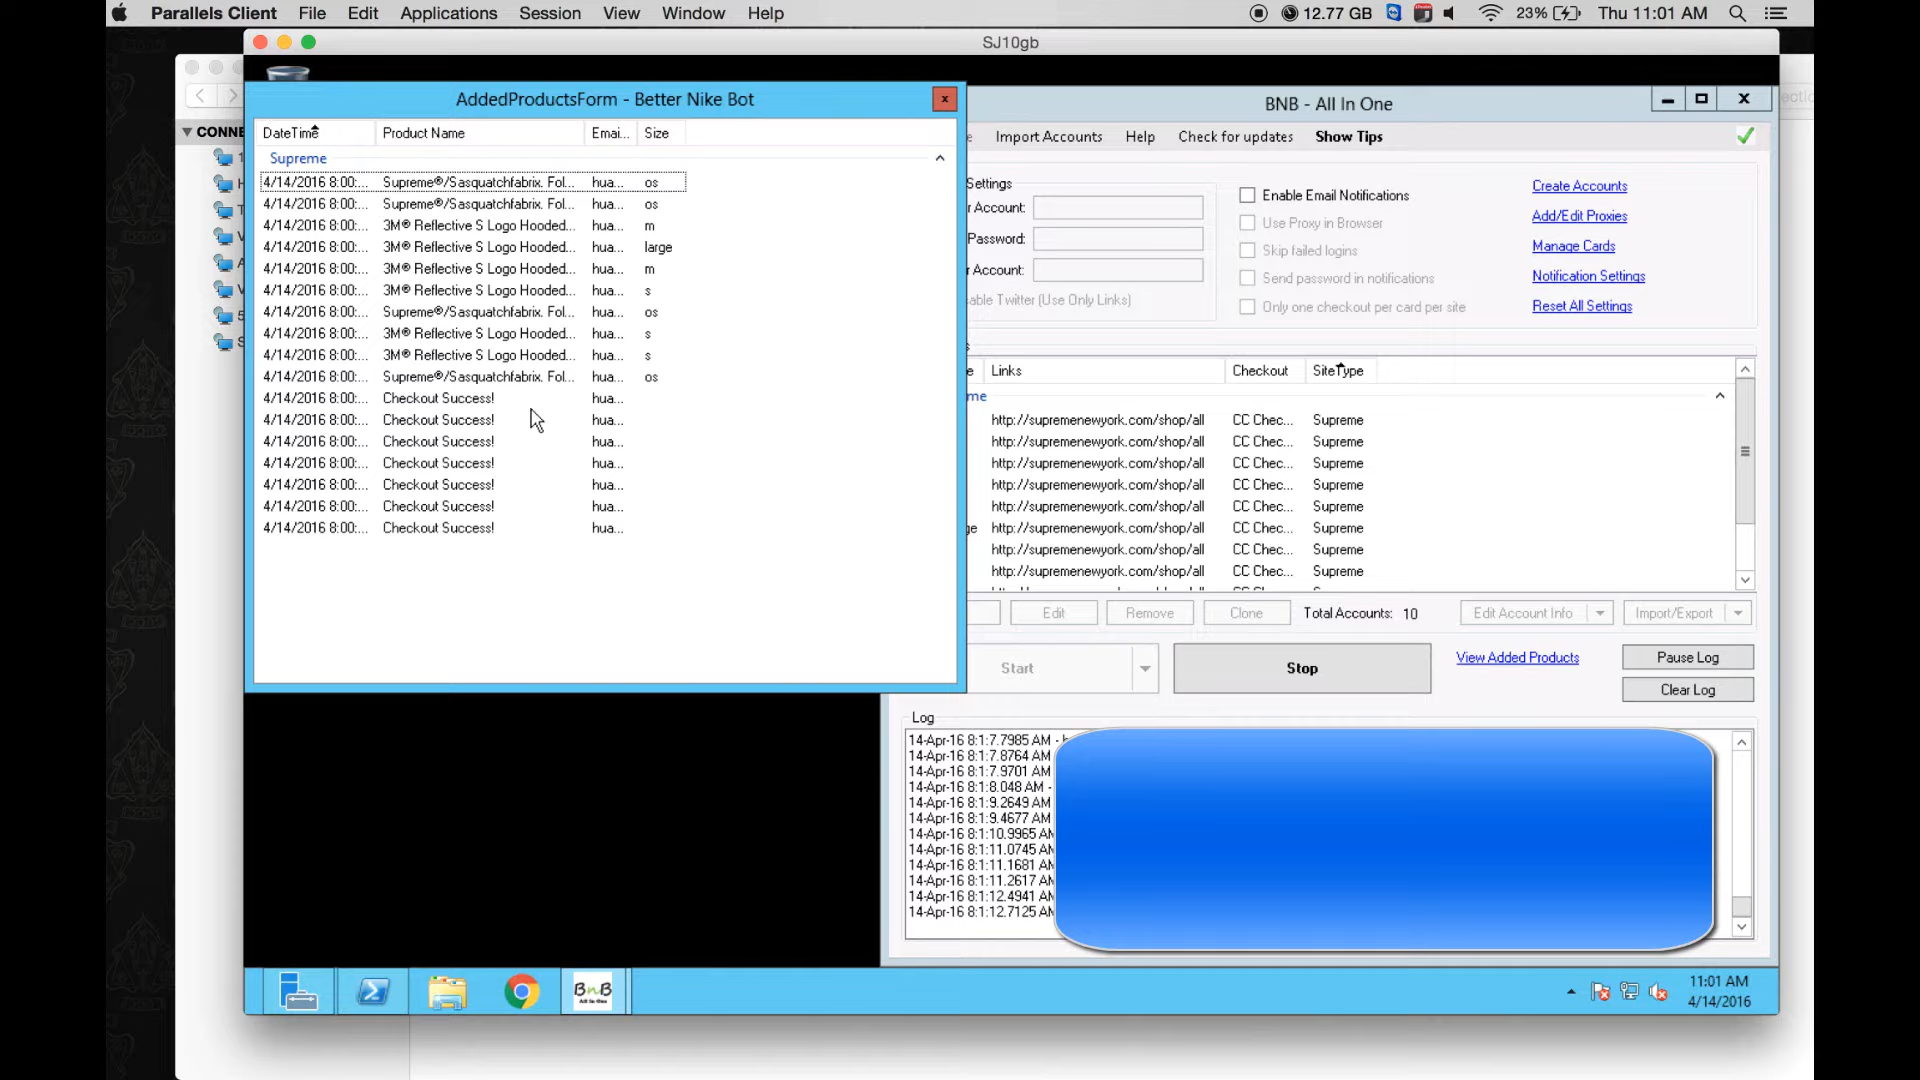 Parallels Client File Edit Applications Session View Window Help 12.77 GB 23% Thu 11:01 AM
SJ10gb
AddedProductsForm - Better Nike Bot
BNB - All In One
CONNE
DateTime Product Name Emai... Size
Supreme
4/14/2016 8:00:... Supreme®/Sasquatchfabrix. Fol... hua... os
4/14/2016 8:00:... Supreme®/Sasquatchfabrix. Fol... hua... os
4/14/2016 8:00:... 3M® Reflective S Logo Hooded... hua... m
4/14/2016 8:00:... 3M® Reflective S Logo Hooded... hua... large
4/14/2016 8:00:... 3M® Reflective S Logo Hooded... hua... m
4/14/2016 8:00:... 3M® Reflective S Logo Hooded... hua... s
4/14/2016 8:00:... Supreme®/Sasquatchfabrix. Fol... hua... os
4/14/2016 8:00:... 3M® Reflective S Logo Hooded... hua... s
4/14/2016 8:00:... 3M® Reflective S Logo Hooded... hua... s
4/14/2016 8:00:... Supreme®/Sasquatchfabrix. Fol... hua... os
4/14/2016 8:00:... Checkout Success! hua...
4/14/2016 8:00:... Checkout Success! hua...
4/14/2016 8:00:... Checkout Success! hua...
4/14/2016 8:00:... Checkout Success! hua...
4/14/2016 8:00:... Checkout Success! hua...
4/14/2016 8:00:... Checkout Success! hua...
4/14/2016 8:00:... Checkout Success! hua...
Import Accounts Help Check for updates Show Tips
Settings
r Account:
Password:
r Account:
able Twitter (Use Only Links)
Enable Email Notifications
Use Proxy in Browser
Skip failed logins
Send password in notifications
Only one checkout per card per site
Create Accounts
Add/Edit Proxies
Manage Cards
Notification Settings
Reset All Settings
Links Checkout SiteType
me
http://supremenewyork.com/shop/all CC Chec... Supreme
http://supremenewyork.com/shop/all CC Chec... Supreme
http://supremenewyork.com/shop/all CC Chec... Supreme
http://supremenewyork.com/shop/all CC Chec... Supreme
http://supremenewyork.com/shop/all CC Chec... Supreme
ge http://supremenewyork.com/shop/all CC Chec... Supreme
http://supremenewyork.com/shop/all CC Chec... Supreme
http://supremenewyork.com/shop/all CC Chec... Supreme
Edit Remove Clone Total Accounts: 10 Edit Account Info Import/Export
Start Stop View Added Products Pause Log
Clear Log
Log
14-Apr-16 8:1:7.7985 AM -
14-Apr-16 8:1:7.8764 AM
14-Apr-16 8:1:7.9701 AM
14-Apr-16 8:1:8.048 AM -
14-Apr-16 8:1:9.2649 AM
14-Apr-16 8:1:9.4677 AM
14-Apr-16 8:1:10.9965 AM
14-Apr-16 8:1:11.0745 AM
14-Apr-16 8:1:11.1681 AM
14-Apr-16 8:1:11.2617 AM
14-Apr-16 8:1:12.4941 AM
14-Apr-16 8:1:12.7125 AM
BnB
All In One
11:01 AM
4/14/2016